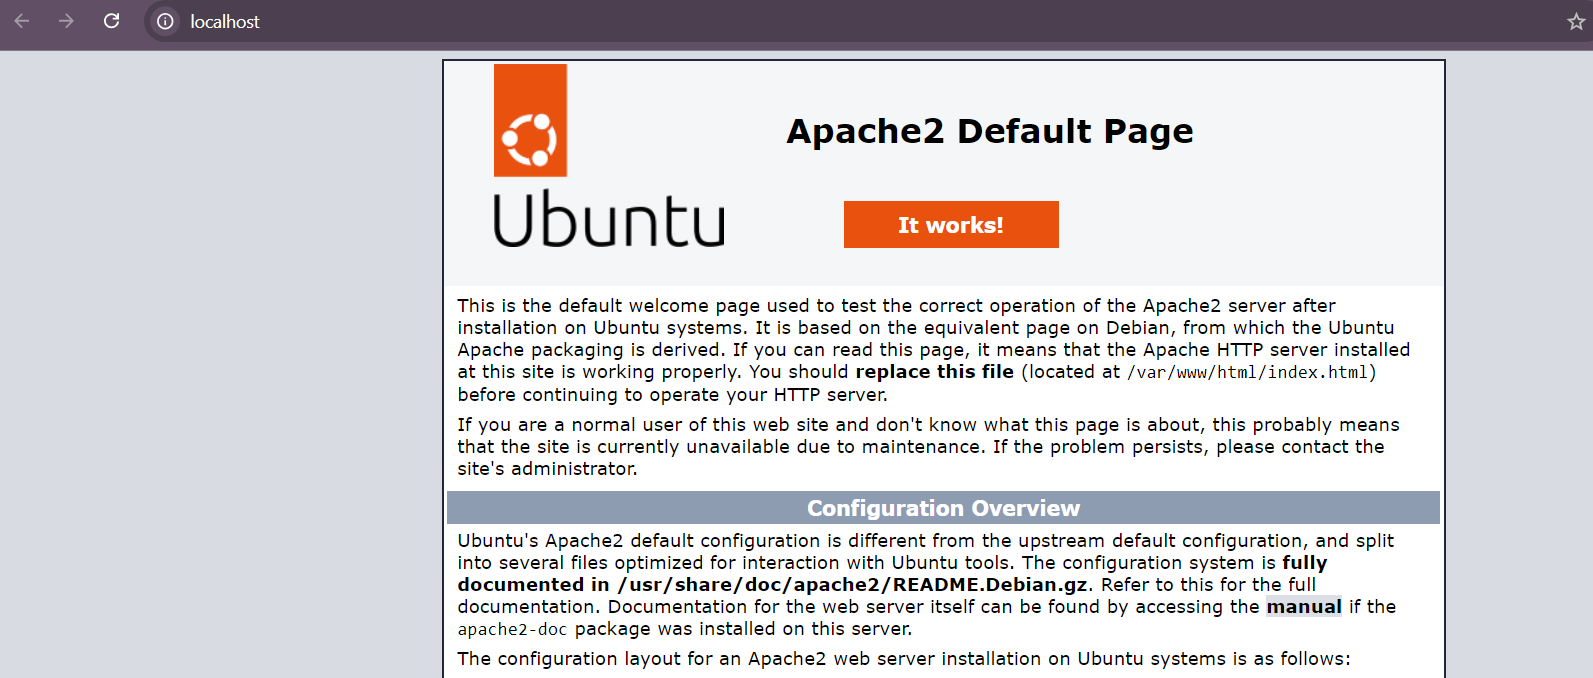 localhost
Apache2 Default Page
Ubuntu
It works!
This is the default welcome page used to test the correct operation of the Apache2 server after
installation on Ubuntu systems. It is based on the equivalent page on Debian, from which the Ubuntu
Apache packaging is derived. If you can read this page, it means that the Apache HTTP server installed
at this site is working properly. You should replace this file (located at /var/www/html/index.html)
before continuing to operate your HTTP server.
If you are a normal user of this web site and don't know what this page is about, this probably means
that the site is currently unavailable due to maintenance. If the problem persists, please contact the
site's administrator.
Configuration Overview
Ubuntu's Apache2 default configuration is different from the upstream default configuration, and split
into several files optimized for interaction with Ubuntu tools. The configuration system is fully
documented in /usr/share/doc/apache2/README.Debian.gz. Refer to this for the full
documentation. Documentation for the web server itself can be found by accessing the manual if the
apache2-doc package was installed on this server.
The configuration layout for an Apache2 web server installation on Ubuntu systems is as follows: